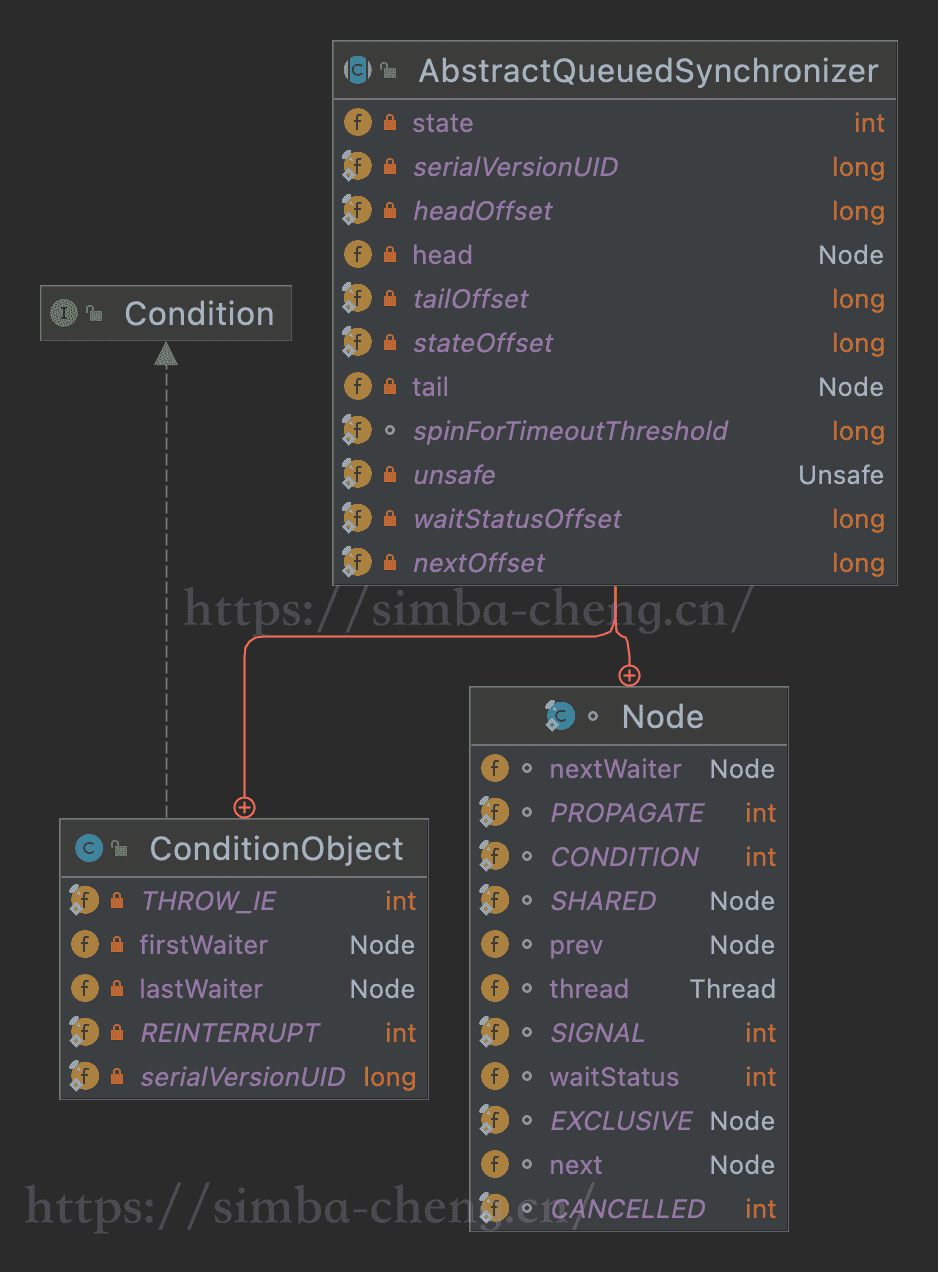 AbstractQueuedSynchronizer
state int
serialVersionUID long
headOffset long
head Node
tailOffset long
stateOffset long
tail Node
spinForTimeoutThreshold long
unsafe Unsafe
waitStatusOffset long
nextOffset long
Condition
https://simba-cheng.cn/
Node
nextWaiter Node
PROPAGATE int
CONDITION int
SHARED Node
prev Node
thread Thread
SIGNAL int
waitStatus int
EXCLUSIVE Node
next Node
CANCELLED int
ConditionObject
THROW_IE int
firstWaiter Node
lastWaiter Node
REINTERRUPT int
serialVersionUID long
https://simba-cheng.cn/